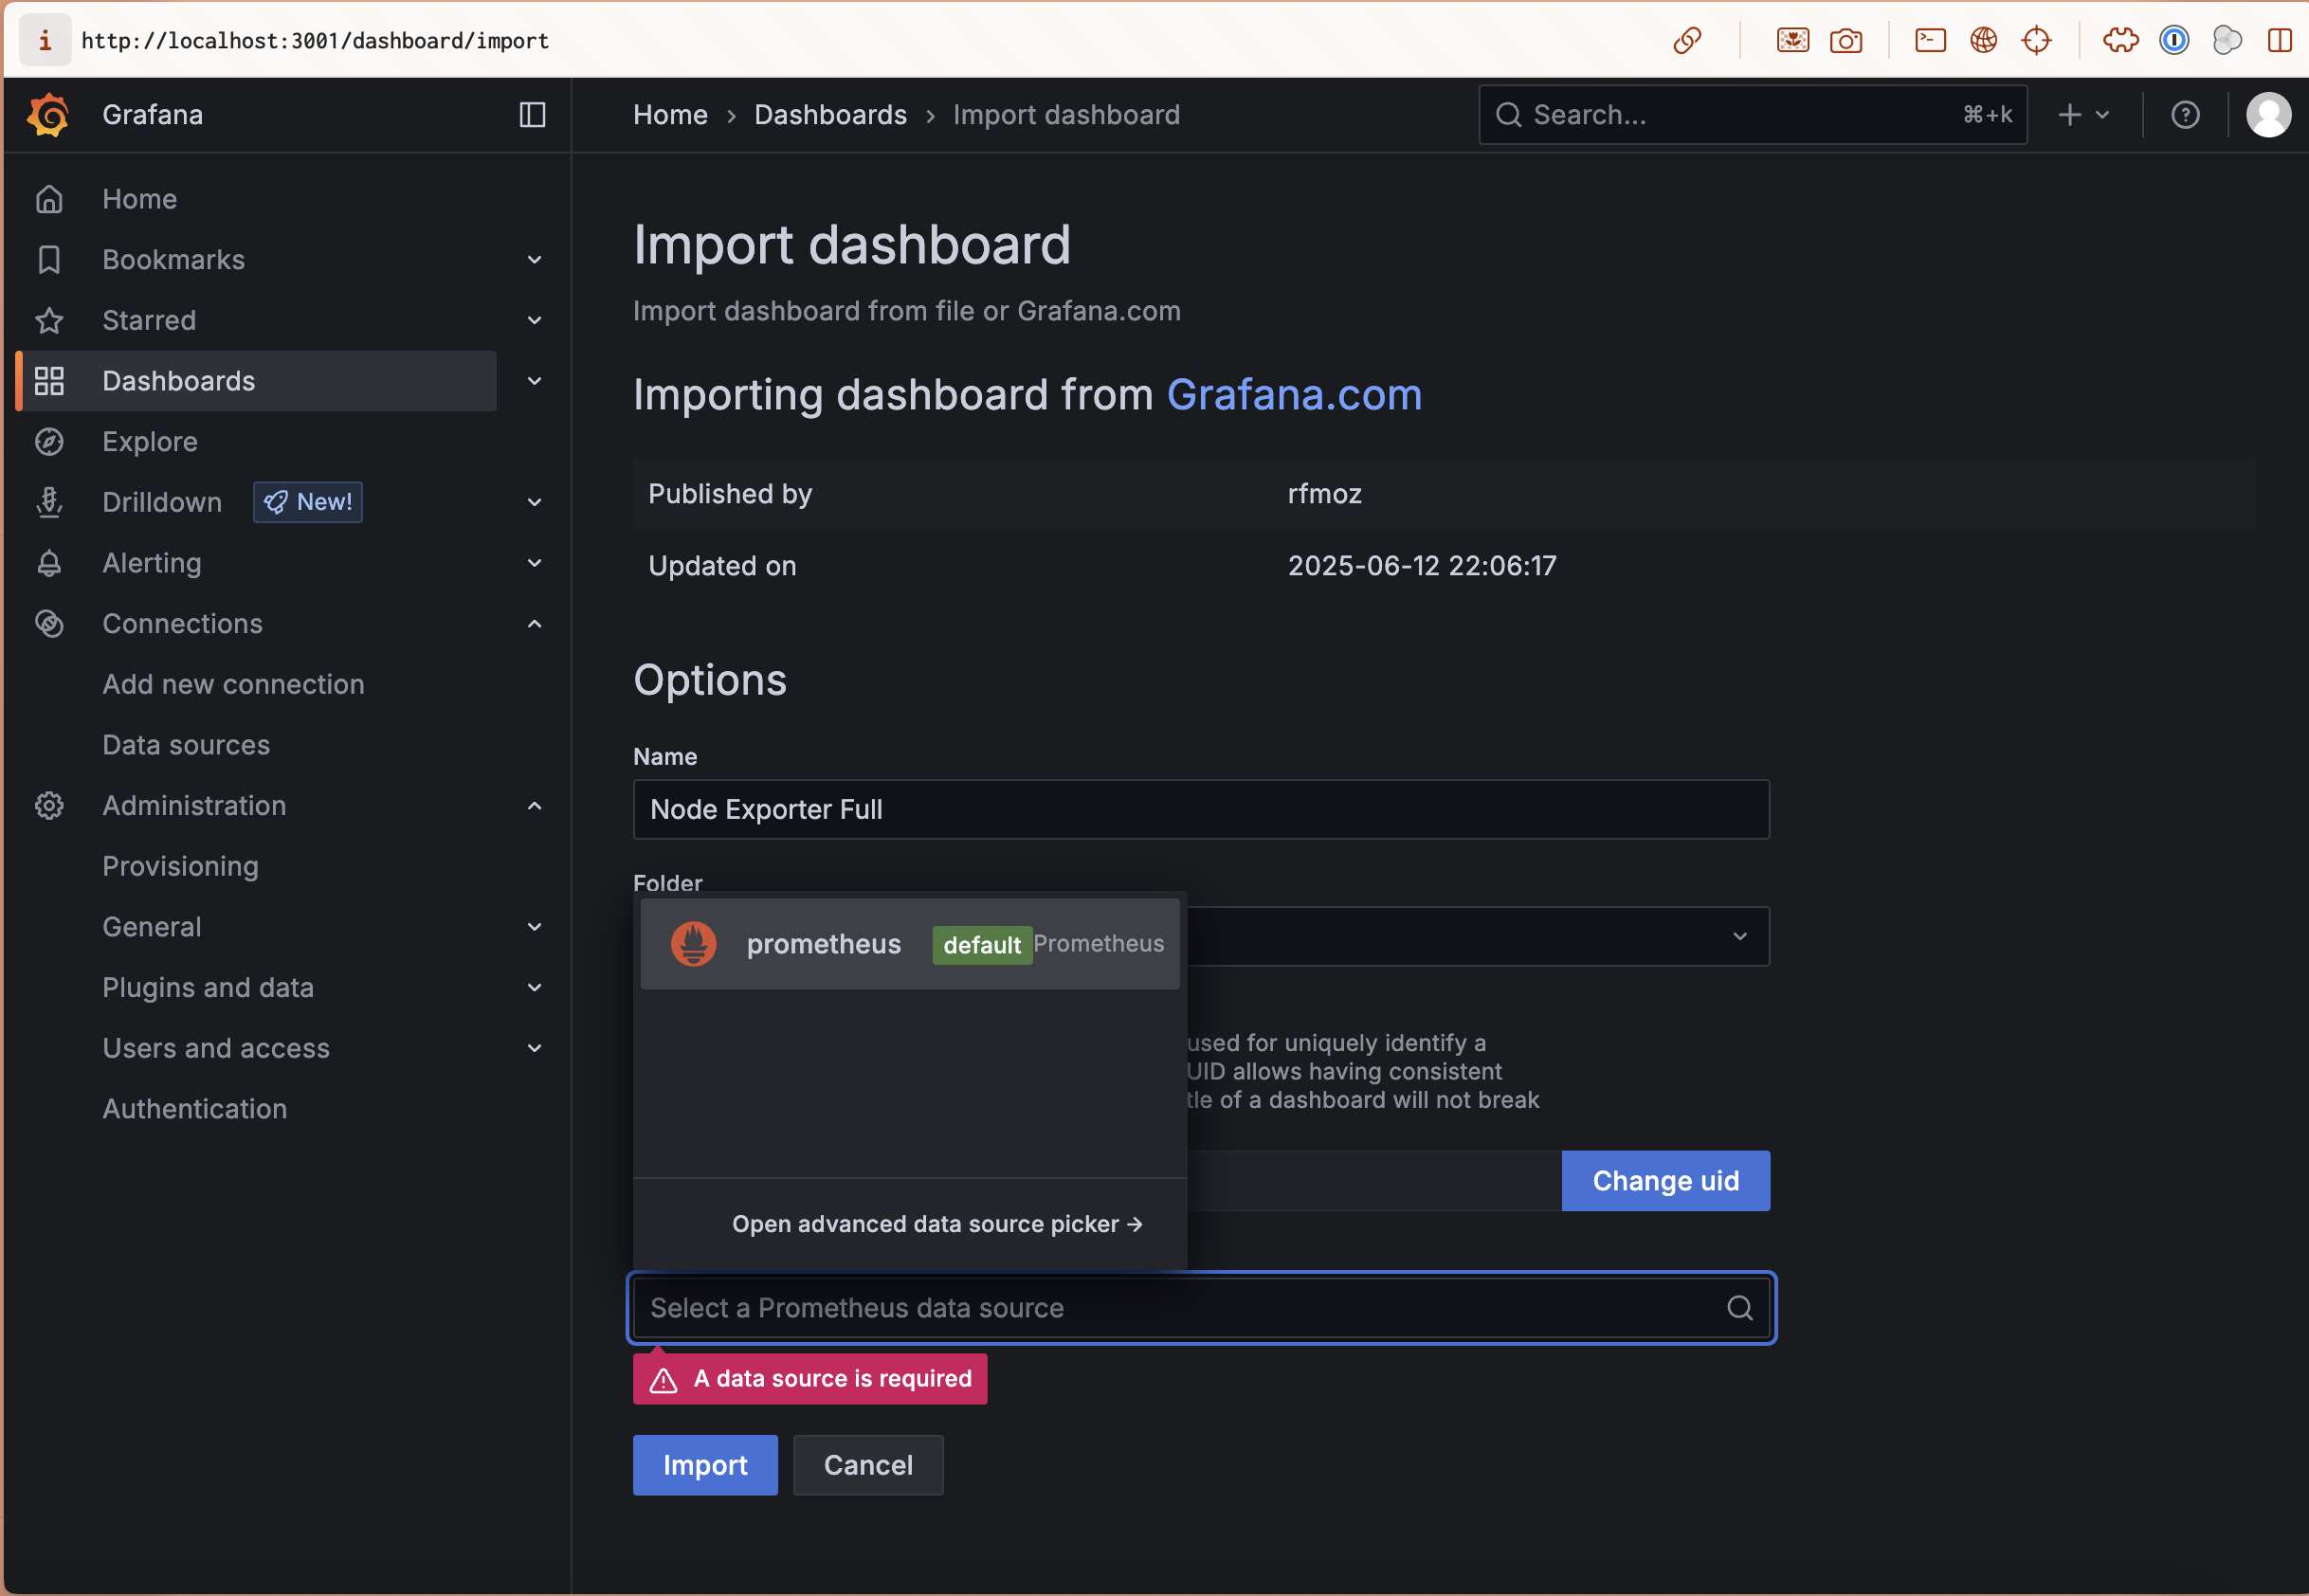 http://localhost:3001/dashboard/import
Grafana
Home › Dashboards › Import dashboard
Search... ⌘+k
Home
Bookmarks
Starred
Dashboards
Explore
Drilldown New!
Alerting
Connections
Add new connection
Data sources
Administration
Provisioning
General
Plugins and data
Users and access
Authentication
Import dashboard
Import dashboard from file or Grafana.com
Importing dashboard from Grafana.com
Published by rfmoz
Updated on 2025-06-12 22:06:17
Options
Name
Node Exporter Full
Folder
prometheus default Prometheus
used for uniquely identify a
UID allows having consistent
tle of a dashboard will not break
Change uid
Open advanced data source picker →
Select a Prometheus data source
A data source is required
Import Cancel